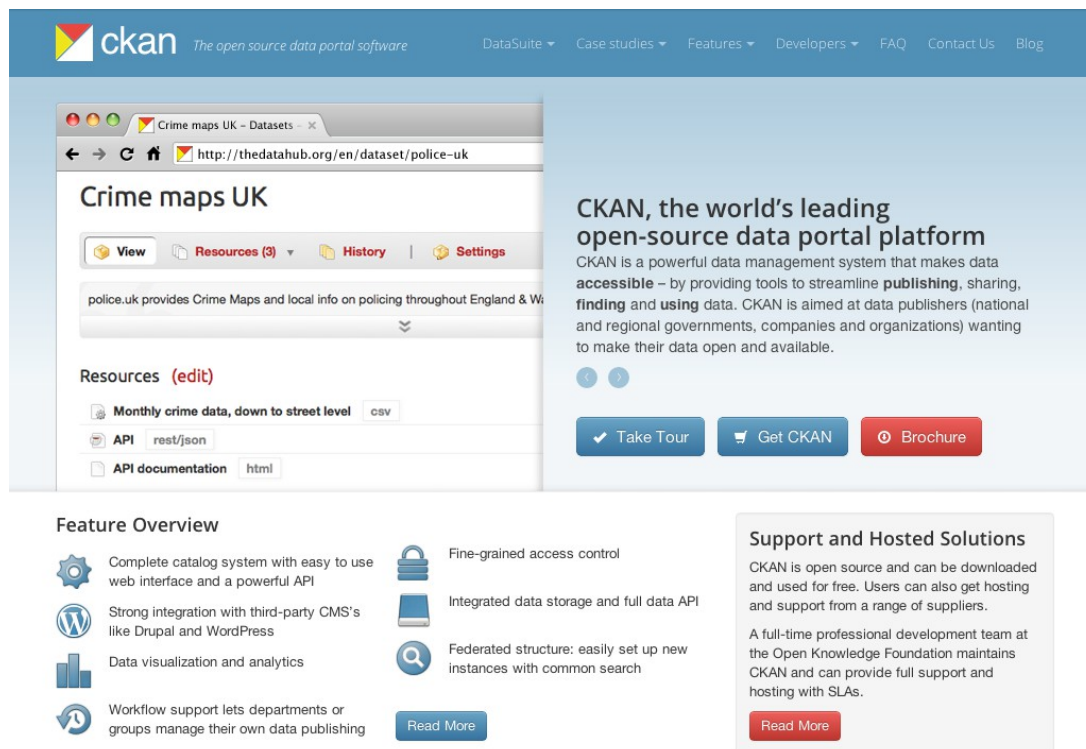 ckan The open source data portal software DataSuite Case studies Features Developers FAQ Contact Us Blog
Crime maps UK – Datasets -
http://thedatahub.org/en/dataset/police-uk
Crime maps UK
View Resources (3) History | Settings
police.uk provides Crime Maps and local info on policing throughout England &
Resources (edit)
Monthly crime data, down to street level csv
API rest/json
API documentation html
CKAN, the world's leading
open-source data portal platform
CKAN is a powerful data management system that makes data
accessible – by providing tools to streamline publishing, sharing,
finding and using data. CKAN is aimed at data publishers (national
and regional governments, companies and organizations) wanting
to make their data open and available.
Take Tour Get CKAN Brochure
Feature Overview
Complete catalog system with easy to use
web interface and a powerful API
Strong integration with third-party CMS's
like Drupal and WordPress
Data visualization and analytics
Workflow support lets departments or
groups manage their own data publishing
Fine-grained access control
Integrated data storage and full data API
Federated structure: easily set up new
instances with common search
Read More
Support and Hosted Solutions
CKAN is open source and can be downloaded
and used for free. Users can also get hosting
and support from a range of suppliers.
A full-time professional development team at
the Open Knowledge Foundation maintains
CKAN and can provide full support and
hosting with SLAs.
Read More